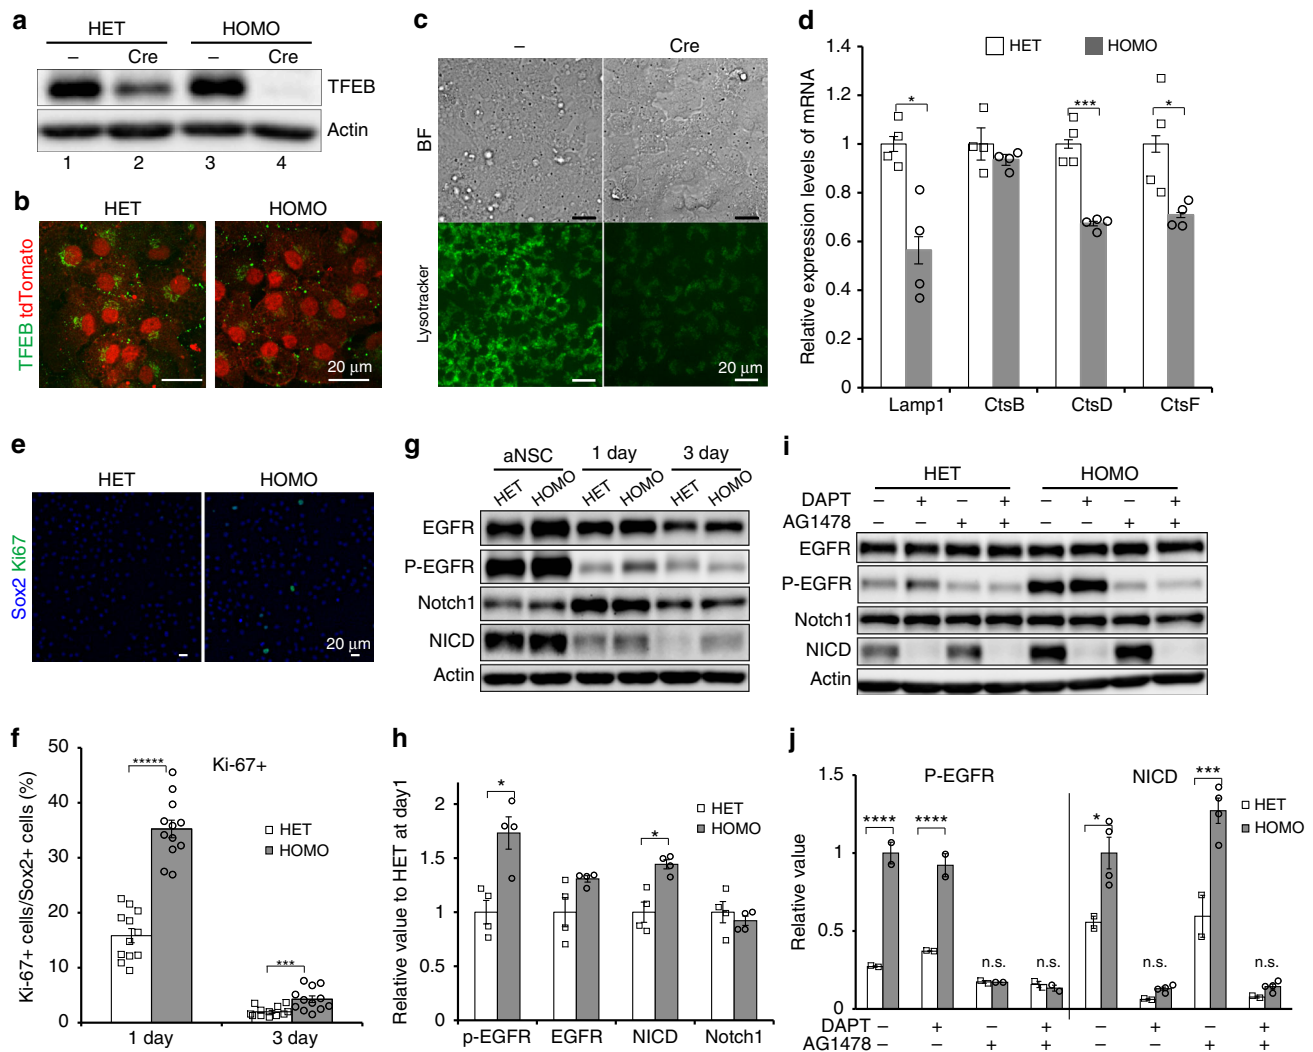 a
HET HOMO
– Cre – Cre
TFEB
Actin
1 2 3 4
b
HET HOMO
TFEB tdTomato
20 µm
c
– Cre
BF
Lysotracker
20 µm
d
HET HOMO
Relative expression levels of mRNA
1.4
1.2
1
0.8
0.6
0.4
0.2
0
* *** *
Lamp1 CtsB CtsD CtsF
e
HET HOMO
Sox2 Ki67
20 µm
g
aNSC 1 day 3 day
HET HOMO HET HOMO HET HOMO
EGFR
P-EGFR
Notch1
NICD
Actin
i
HET HOMO
DAPT – + – + – + – +
AG1478 – – + + – – + +
EGFR
P-EGFR
Notch1
NICD
Actin
f
Ki-67+ cells/Sox2+ cells (%)
50
40
30
20
10
0
Ki-67+
HET
HOMO
***** ***
1 day 3 day
h
Relative value to HET at day1
2
1.5
1
0.5
0
* *
HET
HOMO
p-EGFR EGFR NICD Notch1
j
P-EGFR NICD
Relative value
1.5
1
0.5
0
HET
HOMO
**** **** n.s. n.s. * n.s. *** n.s.
DAPT – + – + – + – +
AG1478 – – + + – – + +